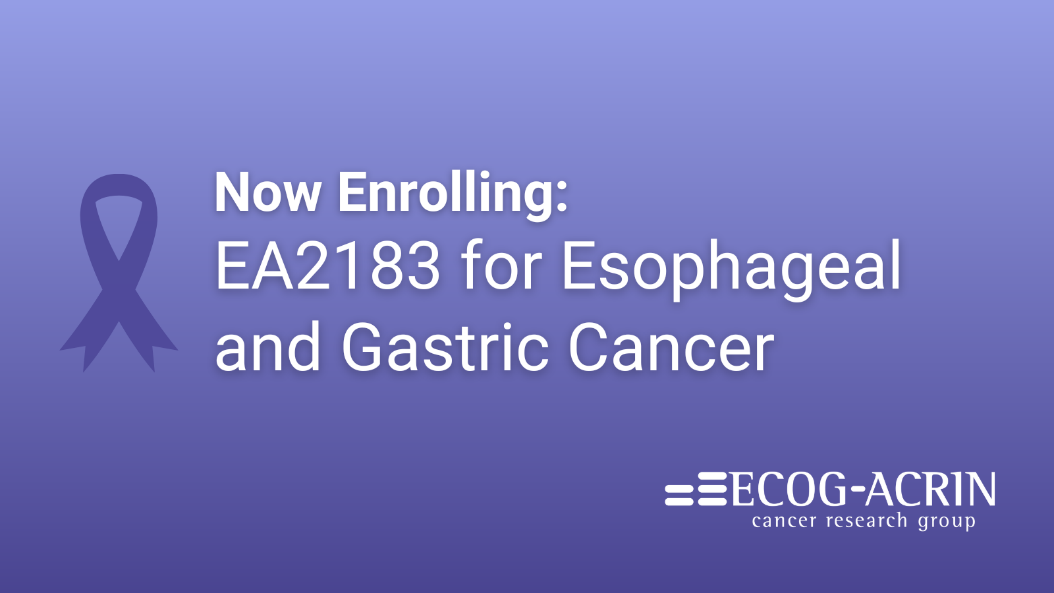 Now Enrolling:
EA2183 for Esophageal
and Gastric Cancer
ECOG-ACRIN
cancer research group